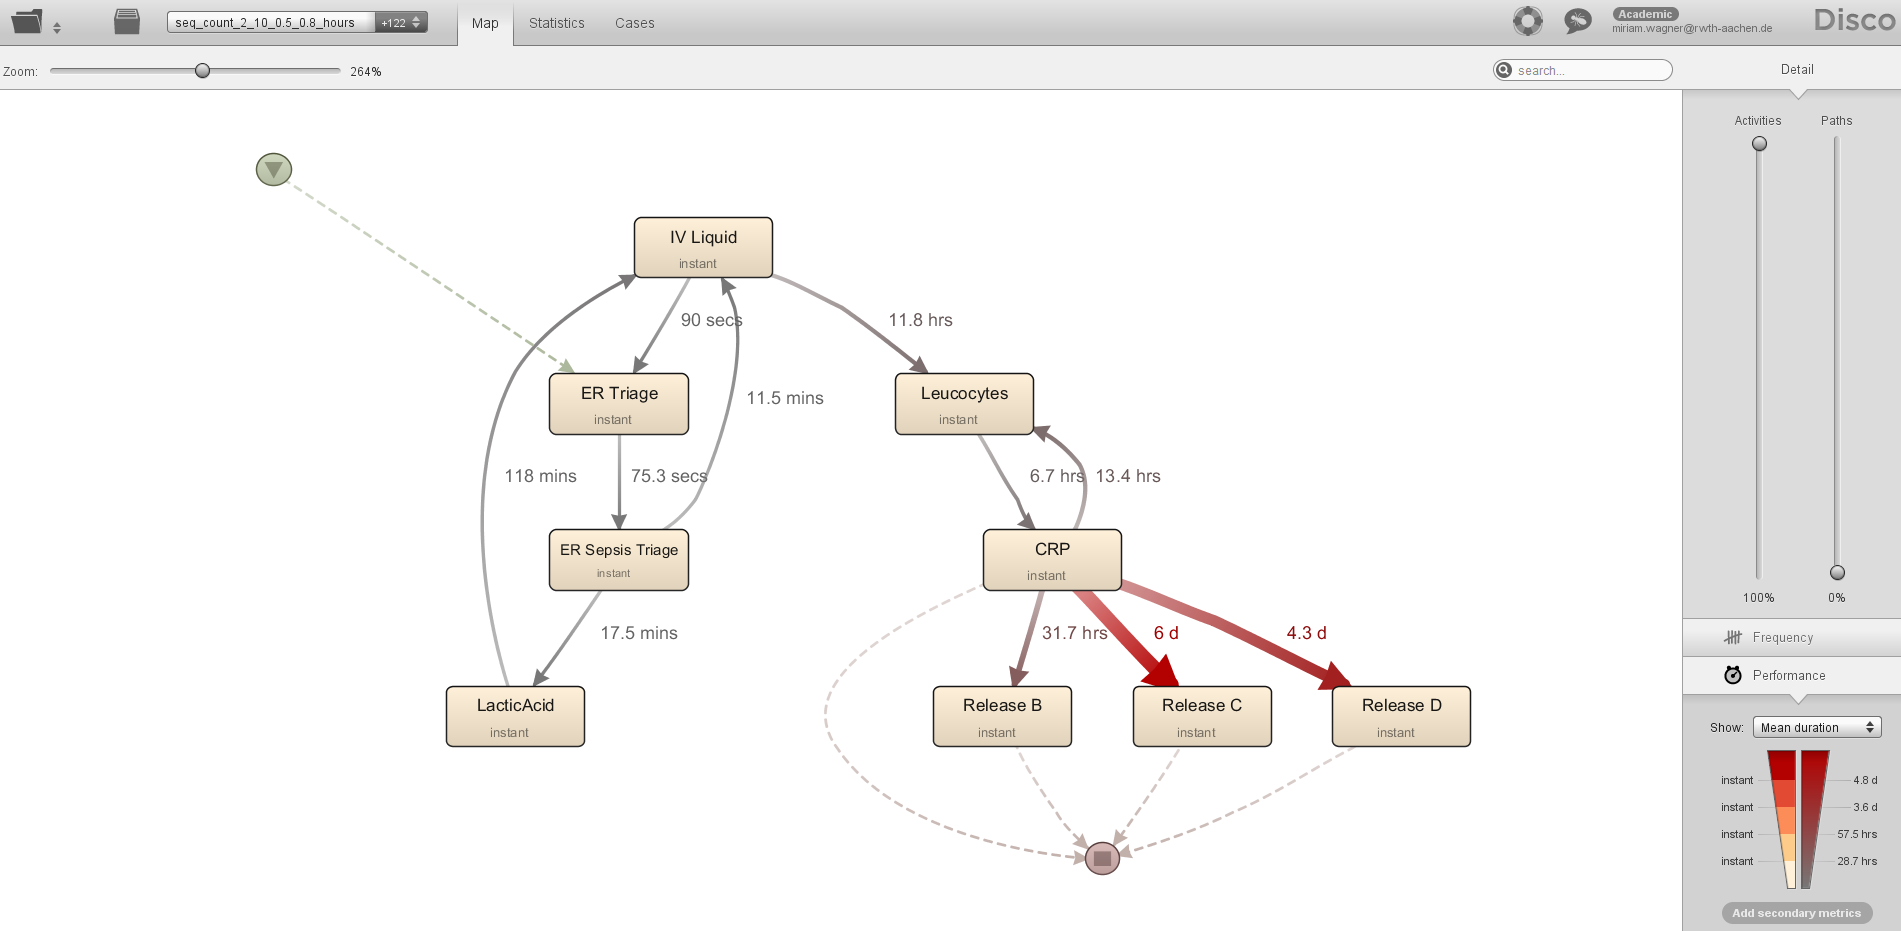 seq_count_2_10_0.5_0.8_hours +122
Map Statistics Cases
Academic
miriam.wagner@rwth-aachen.de
Disco
Zoom: 264%
search...
Detail
Activities Paths
100% 0%
Frequency
Performance
Show: Mean duration
instant 4.8 d
instant 3.6 d
instant 57.5 hrs
instant 28.7 hrs
Add secondary metrics
IV Liquid
instant
90 secs
11.8 hrs
ER Triage
instant
Leucocytes
instant
11.5 mins
118 mins
75.3 secs
6.7 hrs
13.4 hrs
ER Sepsis Triage
instant
CRP
instant
17.5 mins
31.7 hrs
6 d
4.3 d
LacticAcid
instant
Release B
instant
Release C
instant
Release D
instant